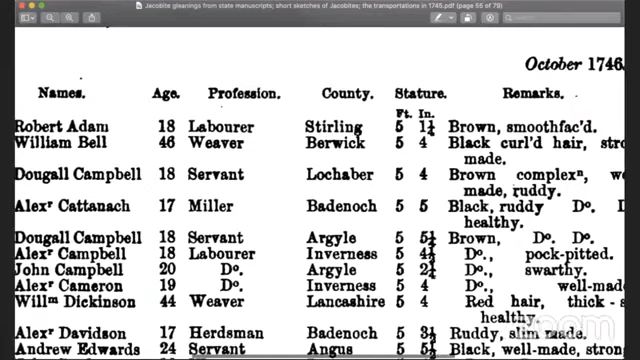 Jacobite gleanings from state manuscripts; short sketches of Jacobites; the transportations in 1745.pdf (page 55 of 79)
October 1746.
Names. Age. Profession. County. Stature. Remarks.
Ft. In.
Robert Adam 18 Labourer Stirling 5 1¼ Brown, smoothfac'd.
William Bell 46 Weaver Berwick 5 4 Black curl'd hair, stro
made.
Dougall Campbell 18 Servant Lochaber 5 4 Brown complexⁿ, we
made, ruddy.
Alexʳ Cattanach 17 Miller Badenoch 5 5 Black, ruddy Dᵒ. D
healthy.
Dougall Campbell 18 Servant Argyle 5 5½ Brown, Dᵒ. Dᵒ.
Alexʳ Campbell 18 Labourer Inverness 5 4½ Dᵒ., pock-pitted.
John Campbell 20 Dᵒ. Argyle 5 2¼ Dᵒ., swarthy.
Alexʳ Cameron 19 Dᵒ. Inverness 5 4 Dᵒ., well-made
Willᵐ Dickinson 44 Weaver Lancashire 5 4 Red hair, thick-s
healthy.
Alexʳ Davidson 17 Herdsman Badenoch 5 3½ Ruddy, slim made.
Andrew Edwards 24 Servant Angus 5 5½ Black, well-made, strong
zoom